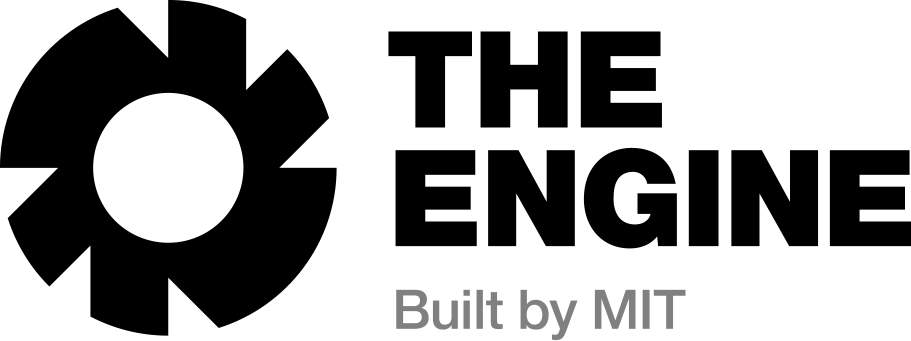 THE
ENGINE
Built by MIT